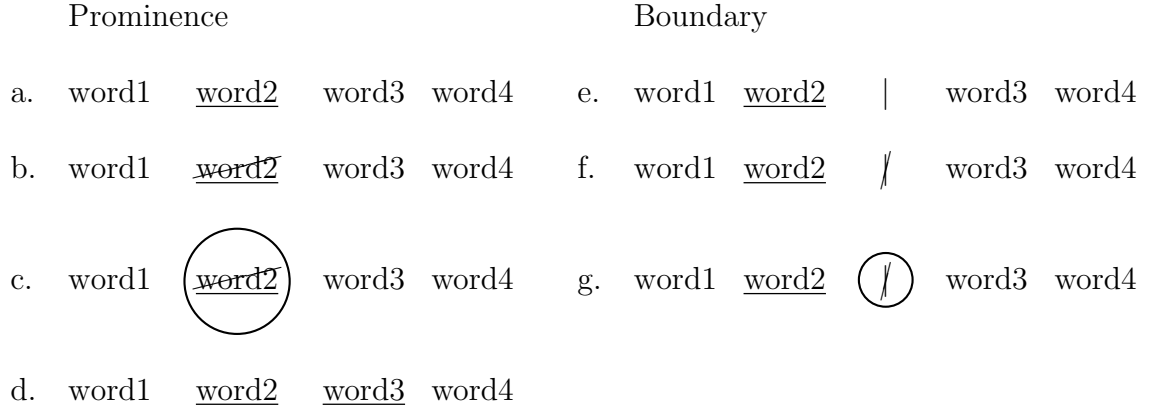 Prominence Boundary
a. word1 word2 word3 word4 e. word1 word2 | word3 word4
b. word1 word2 word3 word4 f. word1 word2 | word3 word4
c. word1 word2 word3 word4 g. word1 word2 | word3 word4
d. word1 word2 word3 word4